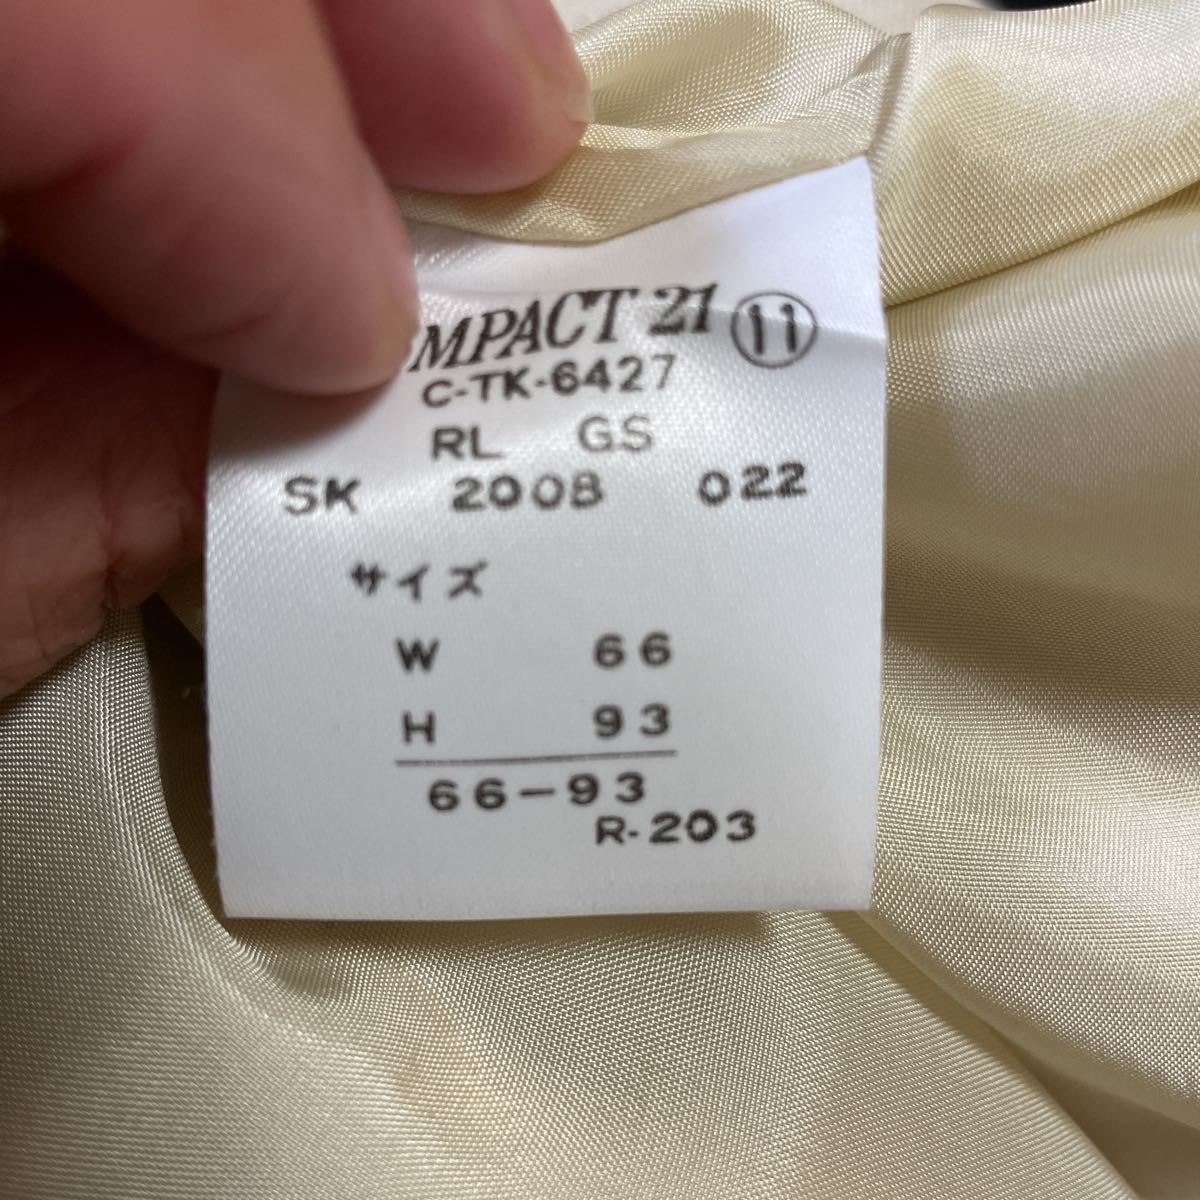 MPACT 21 ⑪
C-TK-6427
RL GS
SK 2008 022
サイズ
W 66
H 93
66-93
R-203